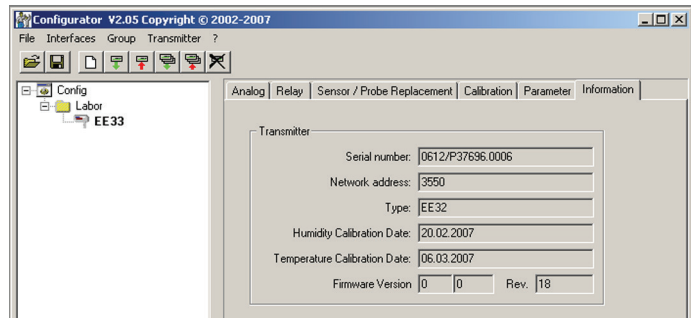 Configurator V2.05 Copyright © 2002-2007
File Interfaces Group Transmitter ?
Config
Labor
EE33
Analog Relay Sensor / Probe Replacement Calibration Parameter Information
Transmitter
Serial number: 0612/P37696.0006
Network address: 3550
Type: EE32
Humidity Calibration Date: 20.02.2007
Temperature Calibration Date: 06.03.2007
Firmware Version 0 0 Rev. 18